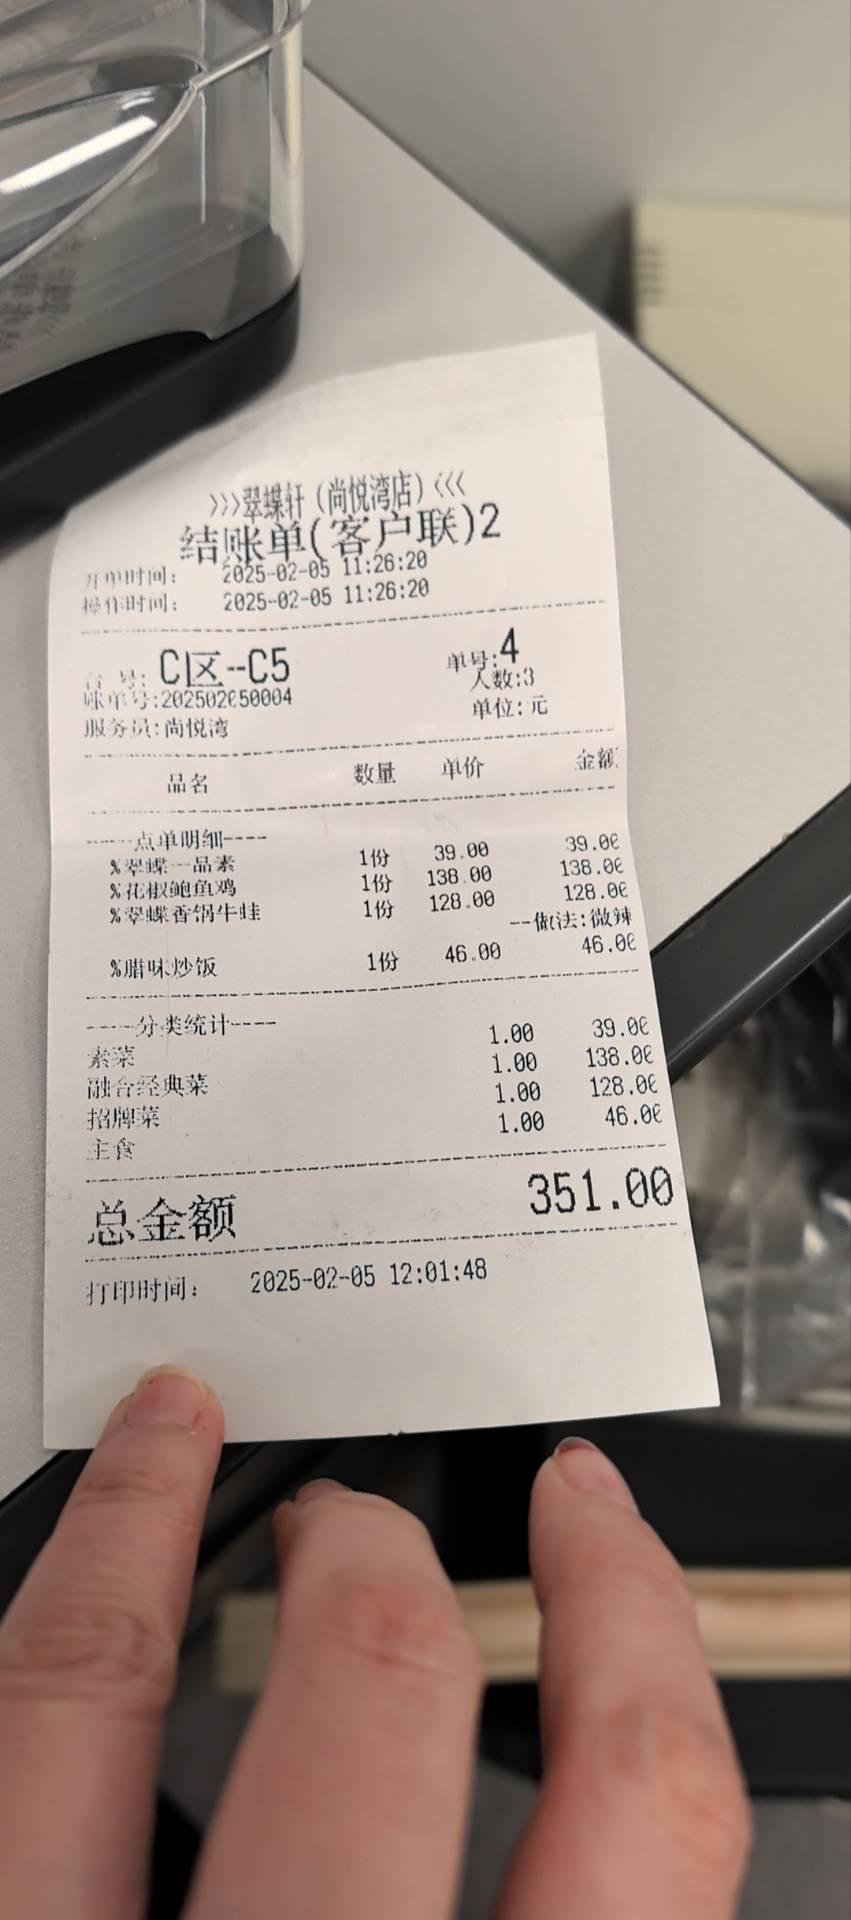 >>>翠蝶轩(尚悦湾店)<<<
结账单(客户联)2
开单时间: 2025-02-05 11:26:20
操作时间: 2025-02-05 11:26:20
台 号: C区--C5 单号:4
账单号:202502050004 人数:3
服务员:尚悦湾 单位:元
品名 数量 单价 金额
----点单明细----
%翠蝶一品素 1份 39.00 39.00
%花椒鲍鱼鸡 1份 138.00 138.00
%翠蝶香锅牛蛙 1份 128.00 128.00
--做法:微辣
%腊味炒饭 1份 46.00 46.00
----分类统计----
素菜 1.00 39.00
融合经典菜 1.00 138.00
招牌菜 1.00 128.00
主食 1.00 46.00
总金额 351.00
打印时间: 2025-02-05 12:01:48